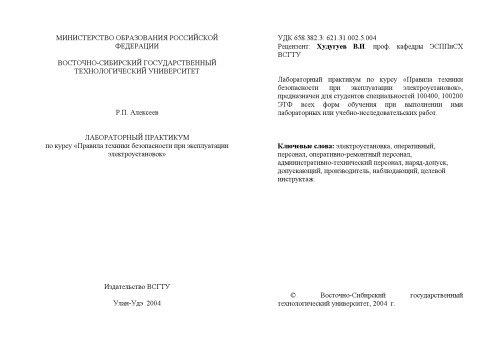 МИНИСТЕРСТВО ОБРАЗОВАНИЯ РОССИЙСКОЙ
ФЕДЕРАЦИИ
ВОСТОЧНО-СИБИРСКИЙ ГОСУДАРСТВЕННЫЙ
ТЕХНОЛОГИЧЕСКИЙ УНИВЕРСИТЕТ
Р.П. Алексеев
ЛАБОРАТОРНЫЙ ПРАКТИКУМ
по курсу «Правила техники безопасности при эксплуатации
электроустановок»
Издательство ВСГТУ
Улан-Удэ 2004
УДК 658.382.3: 621.31.002.5.004
Рецензент: Худугуев В.И. проф. кафедры ЭСППиСХ
ВСГТУ
Лабораторный практикум по курсу «Правила техники
безопасности при эксплуатации электроустановок»,
предназначен для студентов специальностей 100400, 100200
ЭТФ всех форм обучения при выполнении ими
лабораторных или учебно-исследовательских работ.
Ключевые слова: электроустановка, оперативный,
персонал, оперативно-ремонтный персонал,
административно-технический персонал, наряд-допуск,
допускающий, производитель, наблюдающий, целевой
инструктаж.
© Восточно-Сибирский государственный
технологический университет, 2004 г.